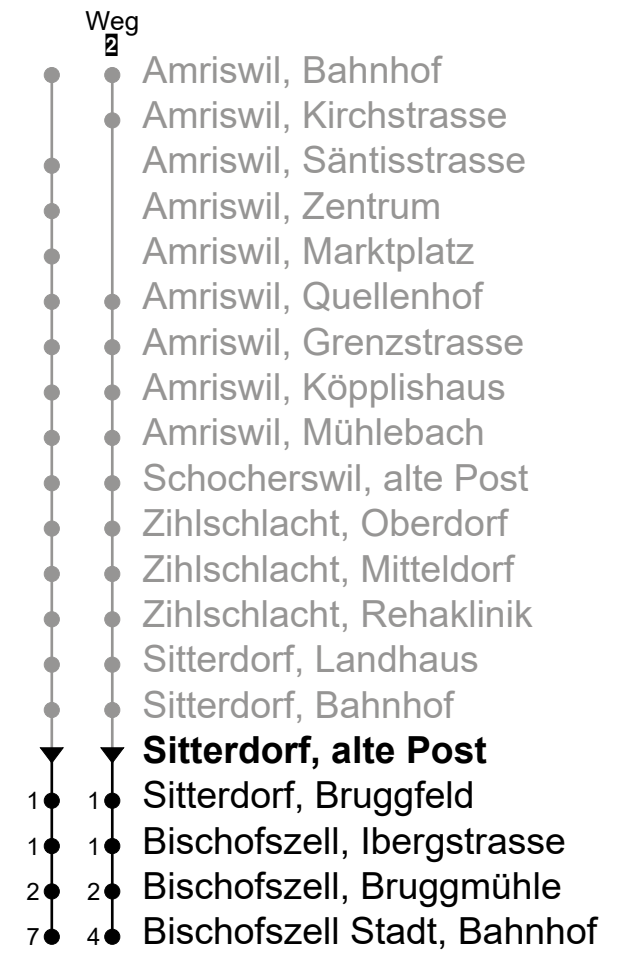 Weg
2
Amriswil, Bahnhof
Amriswil, Kirchstrasse
Amriswil, Säntisstrasse
Amriswil, Zentrum
Amriswil, Marktplatz
Amriswil, Quellenhof
Amriswil, Grenzstrasse
Amriswil, Köpplishaus
Amriswil, Mühlebach
Schocherswil, alte Post
Zihlschlacht, Oberdorf
Zihlschlacht, Mitteldorf
Zihlschlacht, Rehaklinik
Sitterdorf, Landhaus
Sitterdorf, Bahnhof
Sitterdorf, alte Post
1 1 Sitterdorf, Bruggfeld
1 1 Bischofszell, Ibergstrasse
2 2 Bischofszell, Bruggmühle
7 4 Bischofszell Stadt, Bahnhof